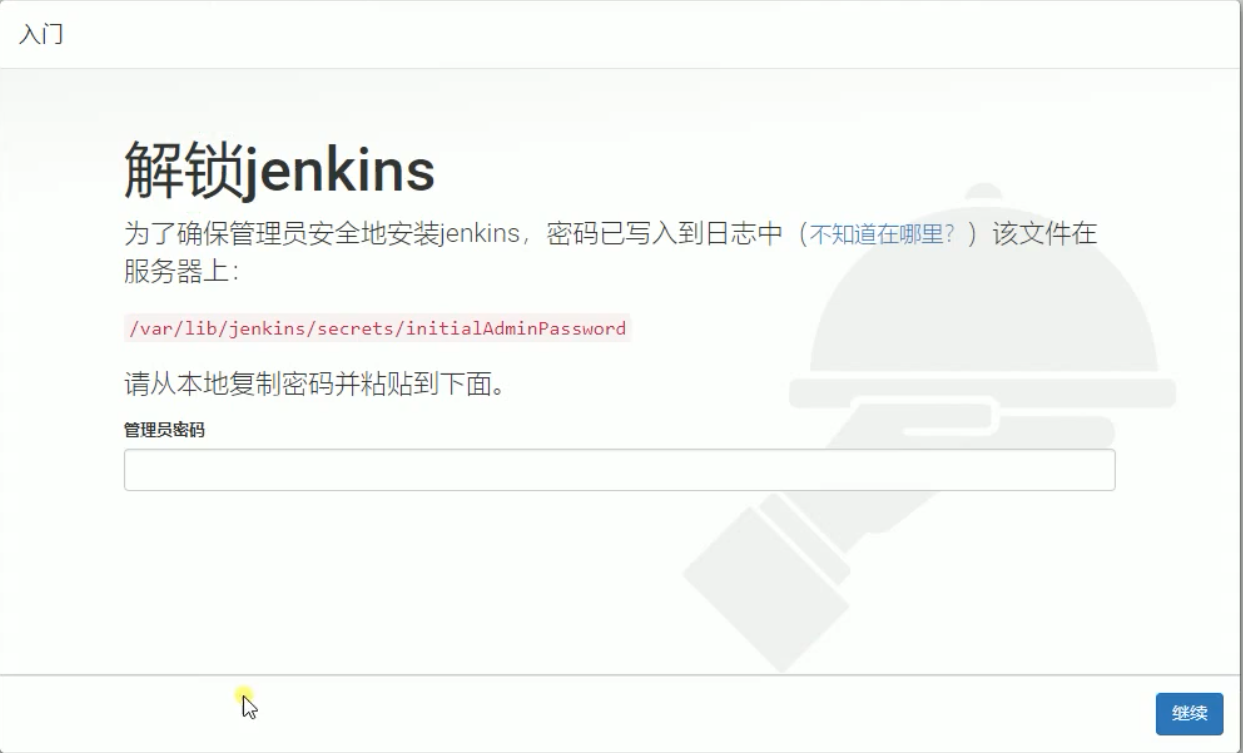 入门
解锁jenkins
为了确保管理员安全地安装jenkins，密码已写入到日志中（不知道在哪里？）该文件在
服务器上：
/var/lib/jenkins/secrets/initialAdminPassword
请从本地复制密码并粘贴到下面。
管理员密码
继续